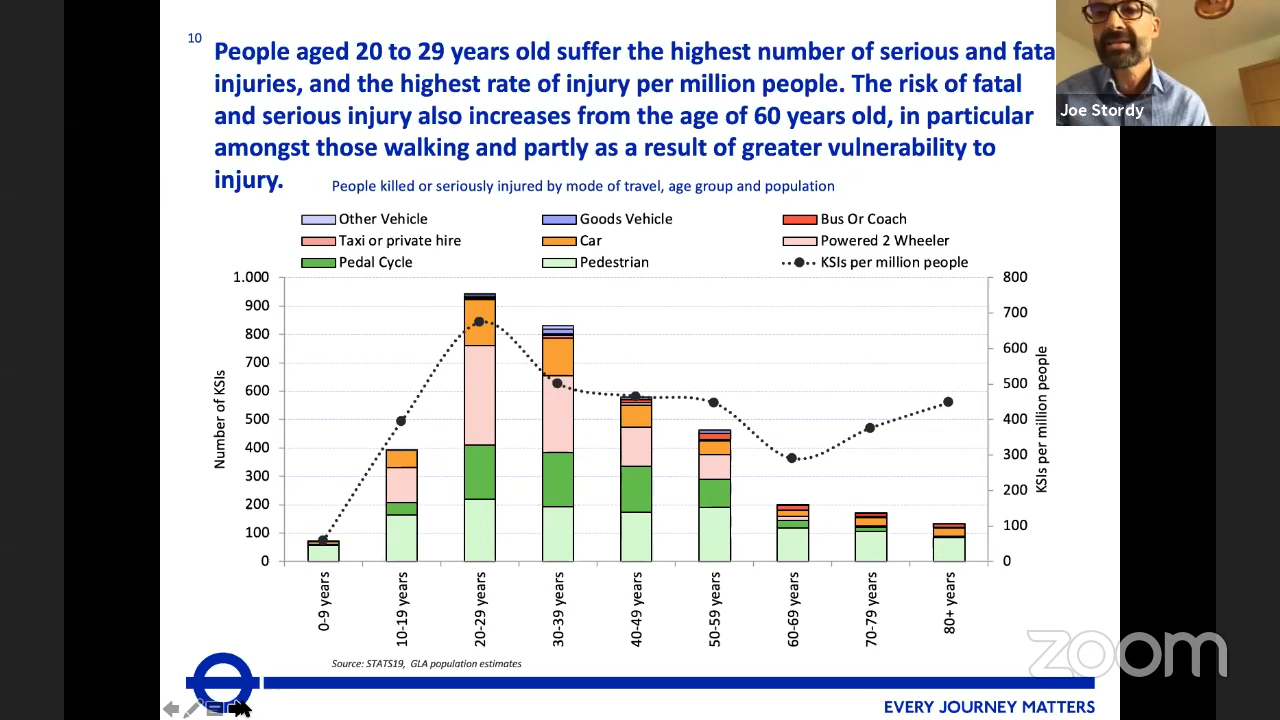 10
People aged 20 to 29 years old suffer the highest number of serious and fata
injuries, and the highest rate of injury per million people. The risk of fatal
and serious injury also increases from the age of 60 years old, in particular
amongst those walking and partly as a result of greater vulnerability to
injury.
Joe Stordy
People killed or seriously injured by mode of travel, age group and population
Other Vehicle
Goods Vehicle
Bus Or Coach
Taxi or private hire
Car
Powered 2 Wheeler
Pedal Cycle
Pedestrian
KSIs per million people
Number of KSIs
1.000
900
800
700
600
500
400
300
200
100
0
800
700
600
500
400
300
200
100
0
KSIs per million people
0-9 years
10-19 years
20-29 years
30-39 years
40-49 years
50-59 years
60-69 years
70-79 years
80+ years
Source: STATS19, GLA population estimates
EVERY JOURNEY MATTERS
zoom